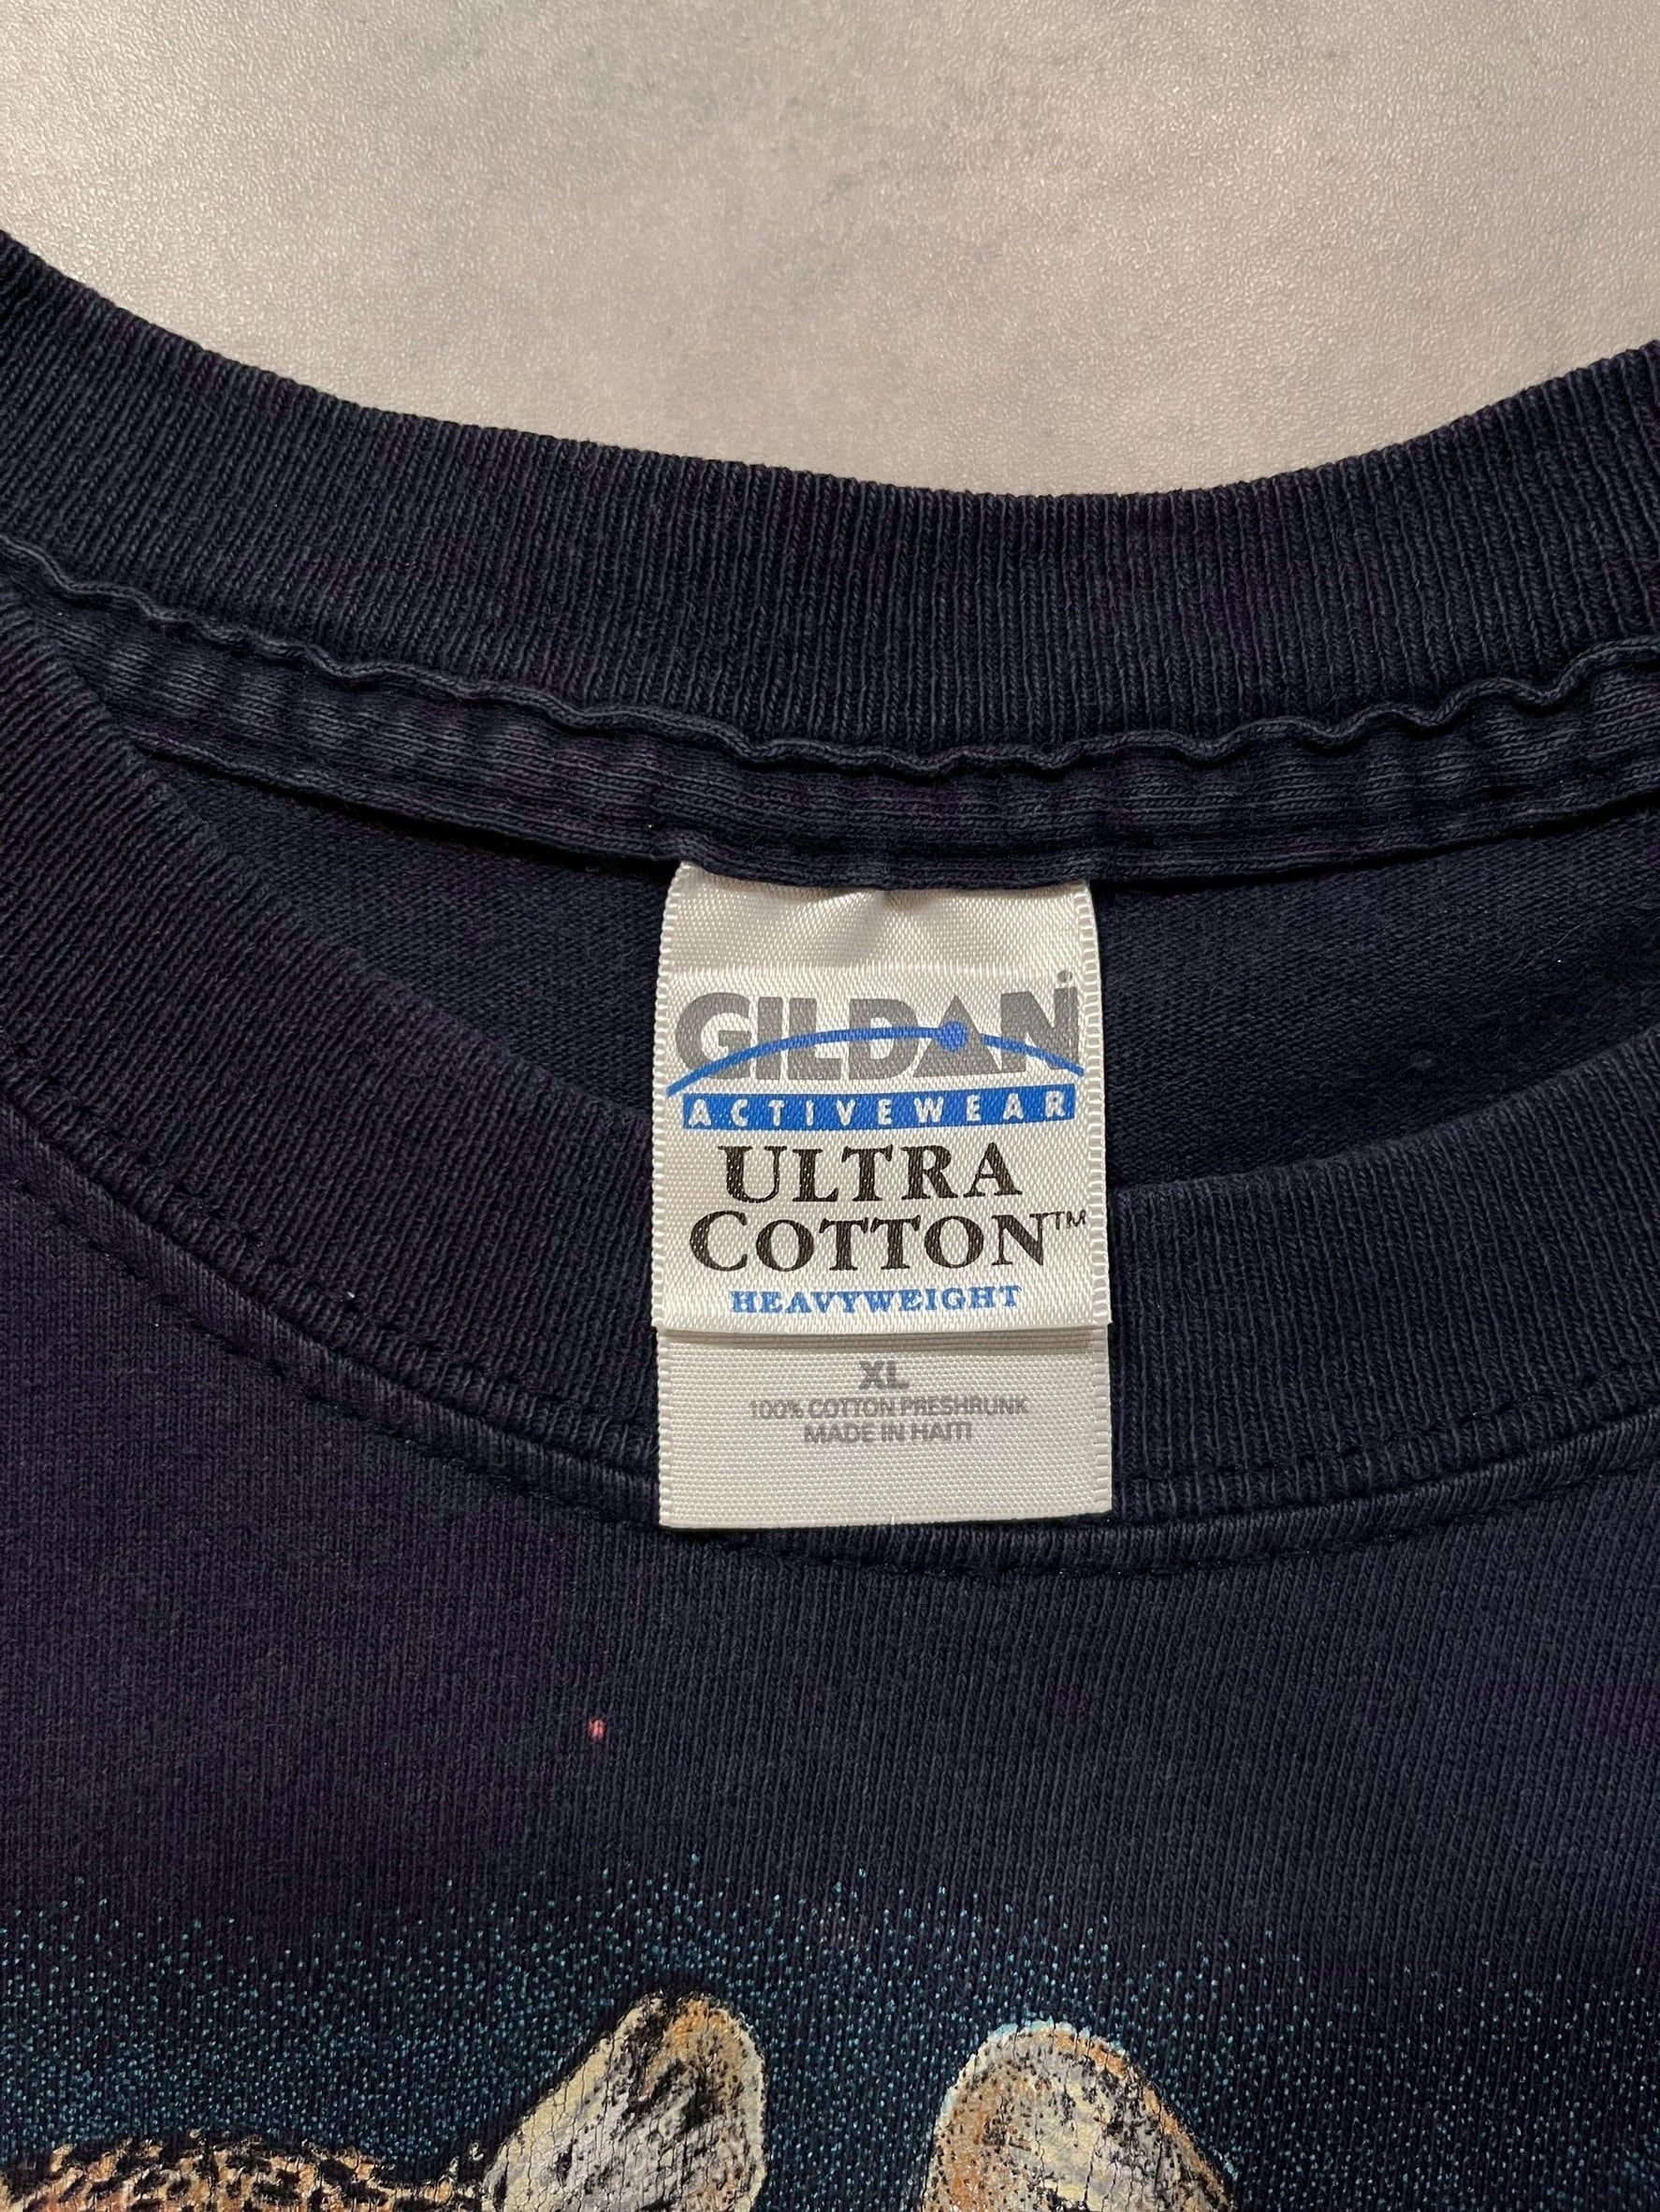 GILDAN
ACTIVEWEAR
ULTRA
COTTON™
HEAVYWEIGHT
XL
100% COTTON PRESHRUNK
MADE IN HAITI